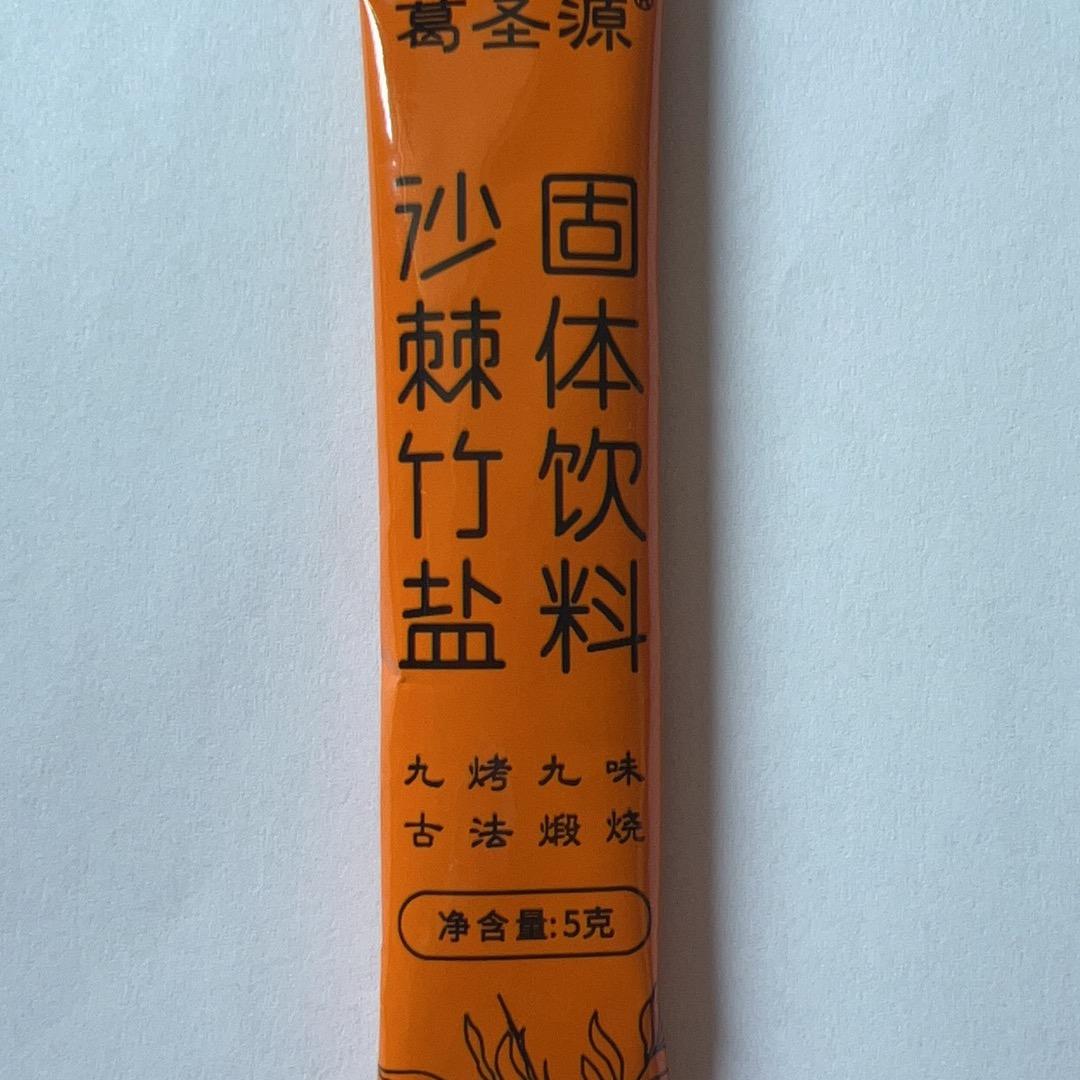 葛圣源®
沙棘竹盐
固体饮料
九烤九味
古法煅烧
净含量:5克